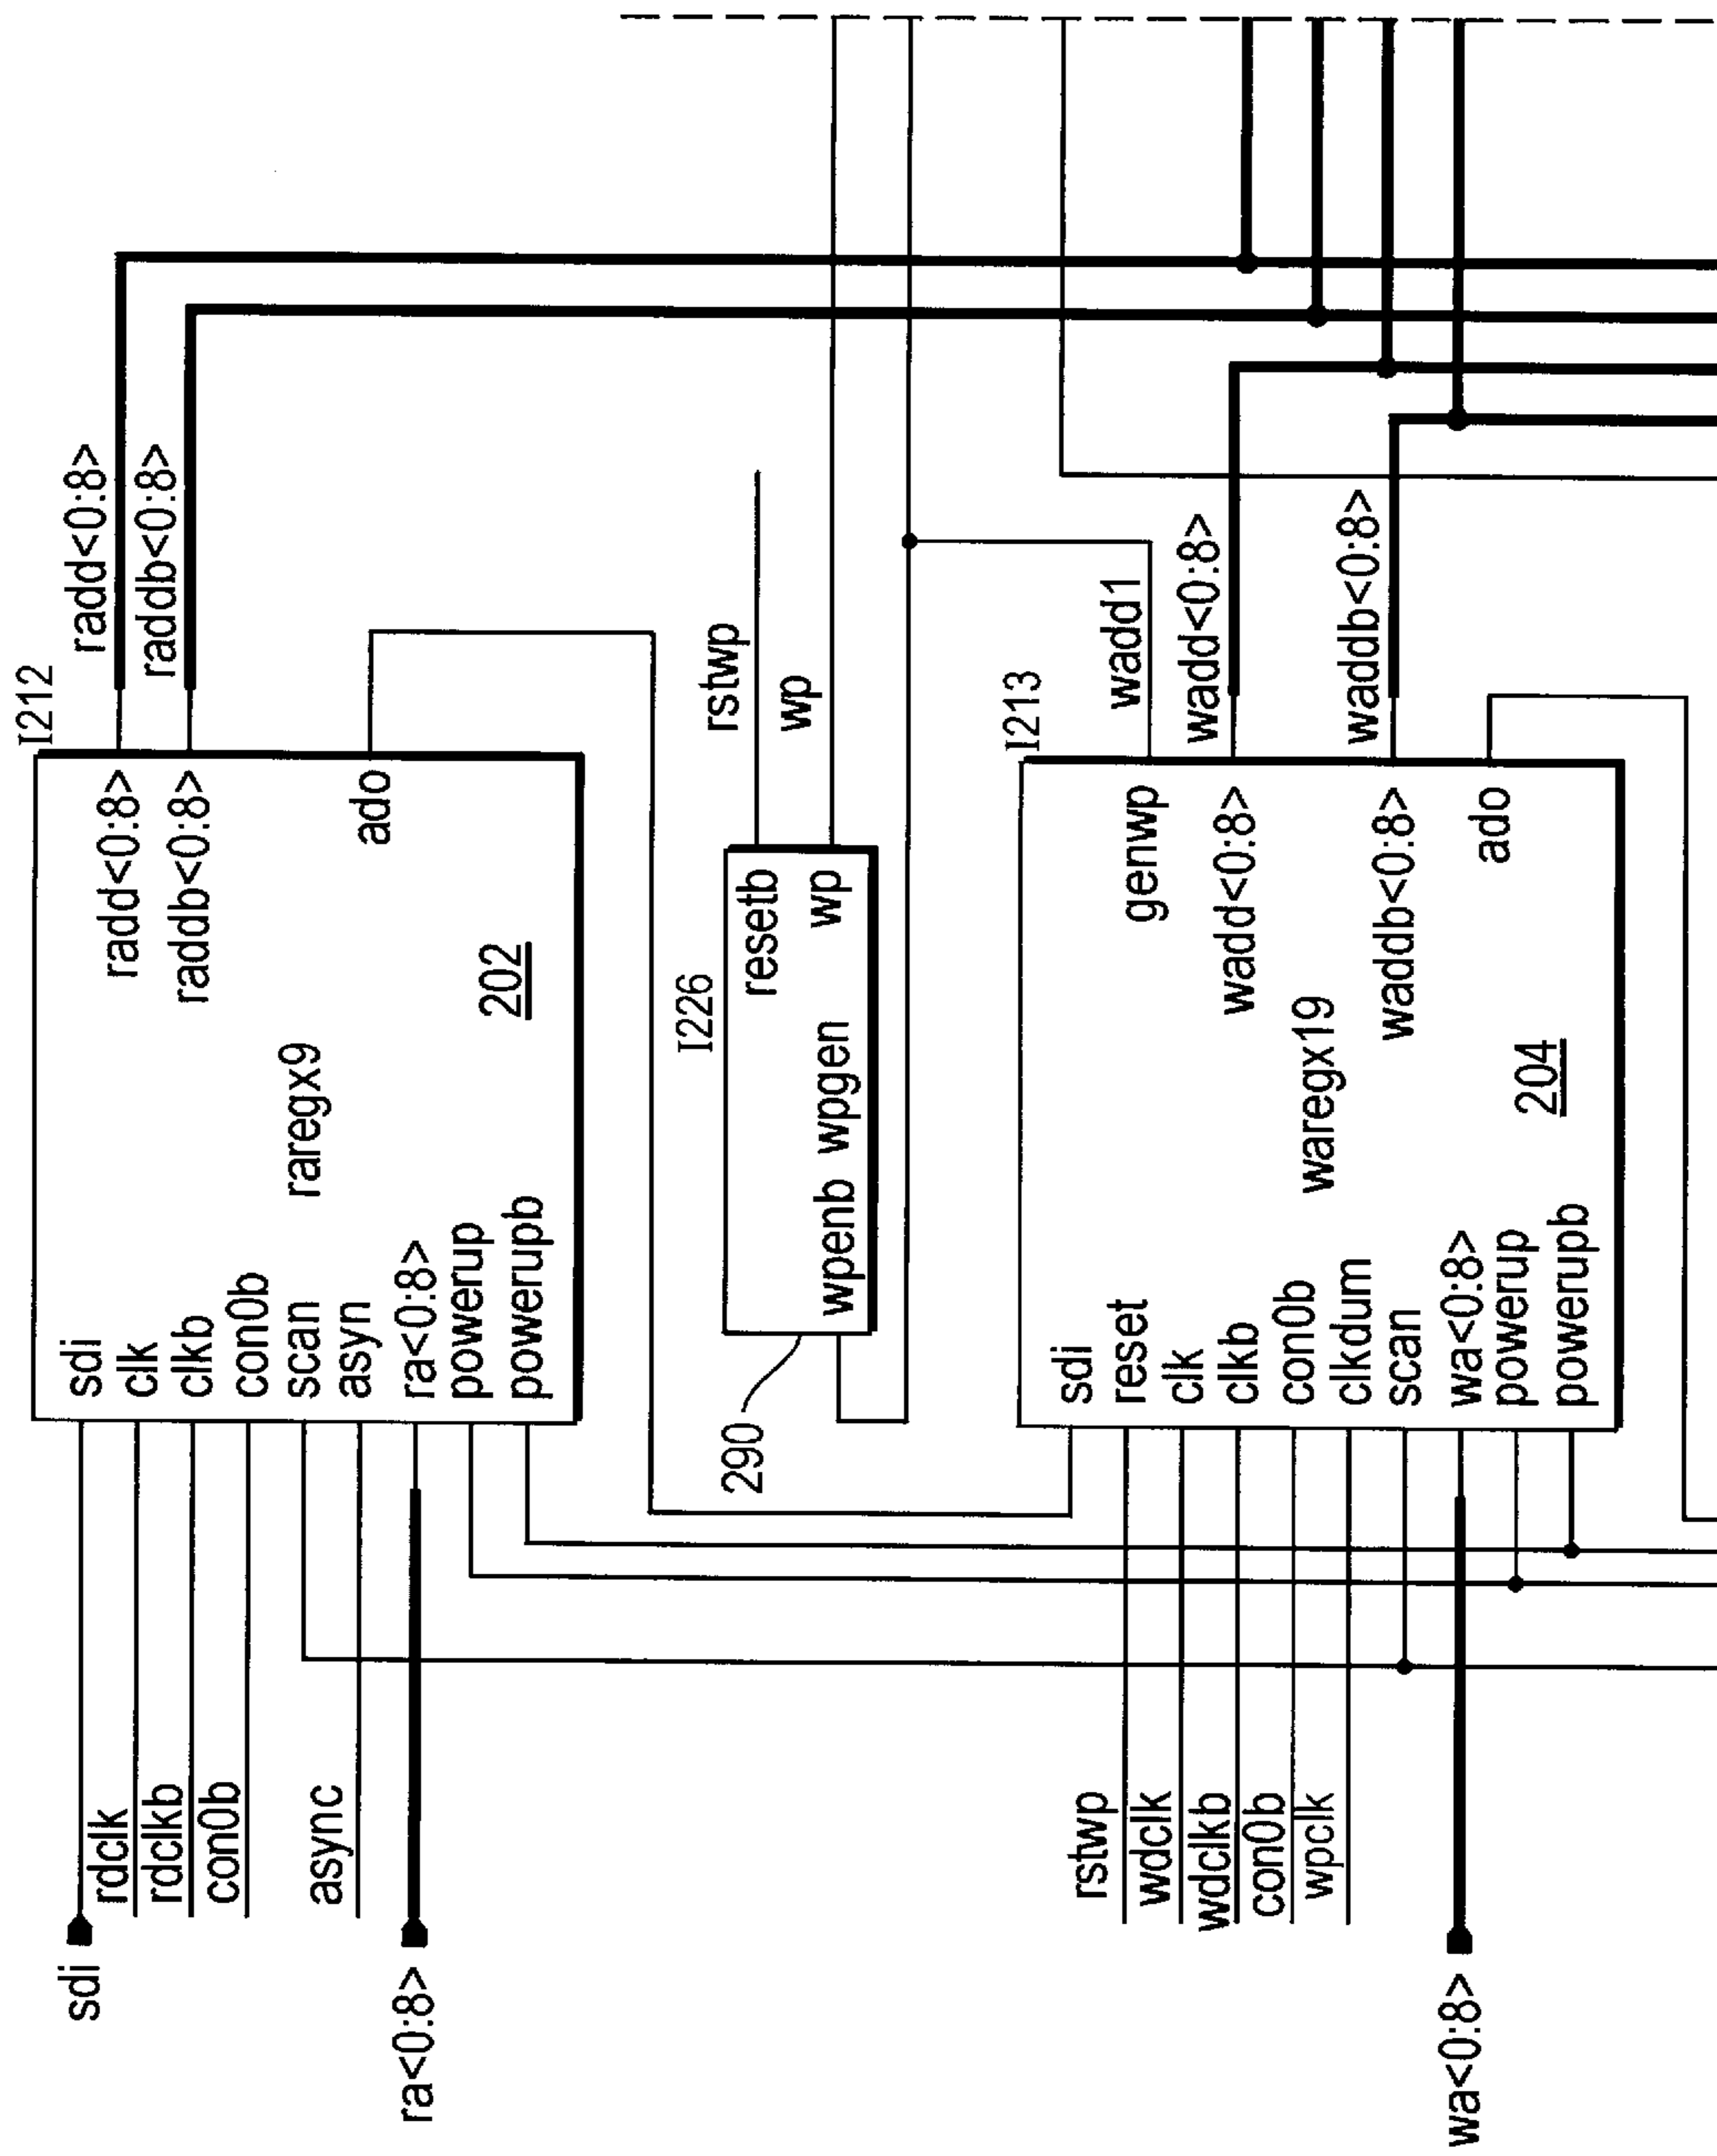 I212
sdi
rdclk
rdclkb
con0b
async
ra<0:8>
sdi
clk
clkb
con0b
scan
asyn
ra<0:8>
powerup
powerupb
raregx9
202
radd<0:8>
raddb<0:8>
ado
radd<0:8>
raddb<0:8>
I226
290
resetb
wpenb wpgen wp
rstwp
wp
I213
rstwp
wdclk
wdclkb
con0b
wpclk
wa<0:8>
sdi
reset
clk
clkb
con0b
clkdum
scan
wa<0:8>
powerup
powerupb
waregx19
204
genwp
wadd<0:8>
waddb<0:8>
ado
wadd1
wadd<0:8>
waddb<0:8>